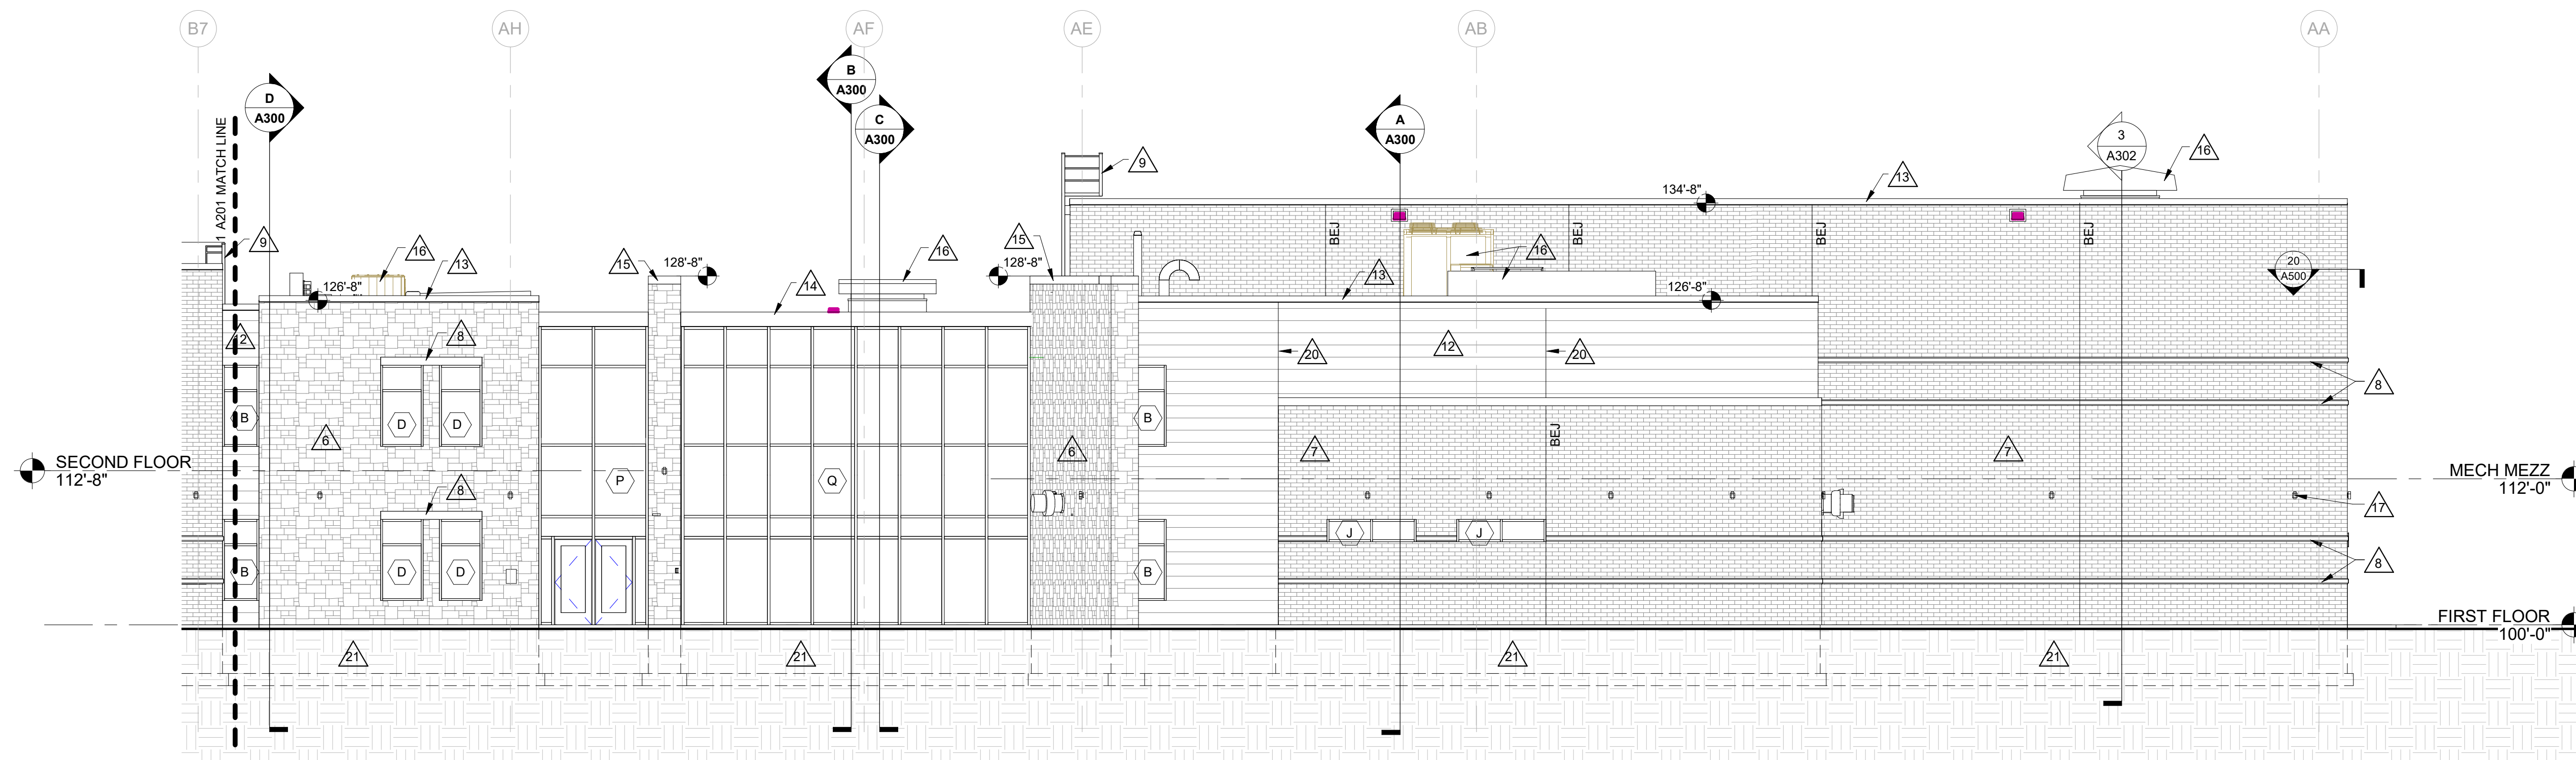 B7
AH
AF
AE
AB
AA
D
A300
B
A300
C
A300
A
A300
3
A302
20
A500
1 A201 MATCH LINE
9
16
13
126'-8"
15
128'-8"
14
16
128'-8"
15
9
134'-8"
13
16
BEJ
BEJ
BEJ
BEJ
16
13
126'-8"
12
8
20
12
20
8
B
D
D
B
6
SECOND FLOOR
112'-8"
P
Q
6
7
BEJ
7
MECH MEZZ
112'-0"
8
17
J
J
B
D
D
B
8
FIRST FLOOR
100'-0"
21
21
21
21